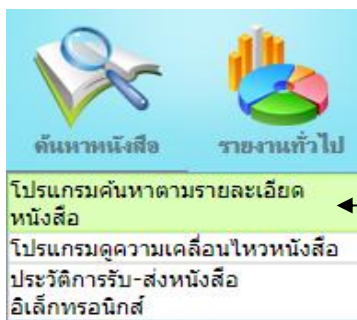 ค้นหาหนังสือ รายงานทั่วไป
โปรแกรมค้นหาตามรายละเอียด
หนังสือ
โปรแกรมดูความเคลื่อนไหวหนังสือ
ประวัติการรับ-ส่งหนังสือ
อิเล็กทรอนิกส์